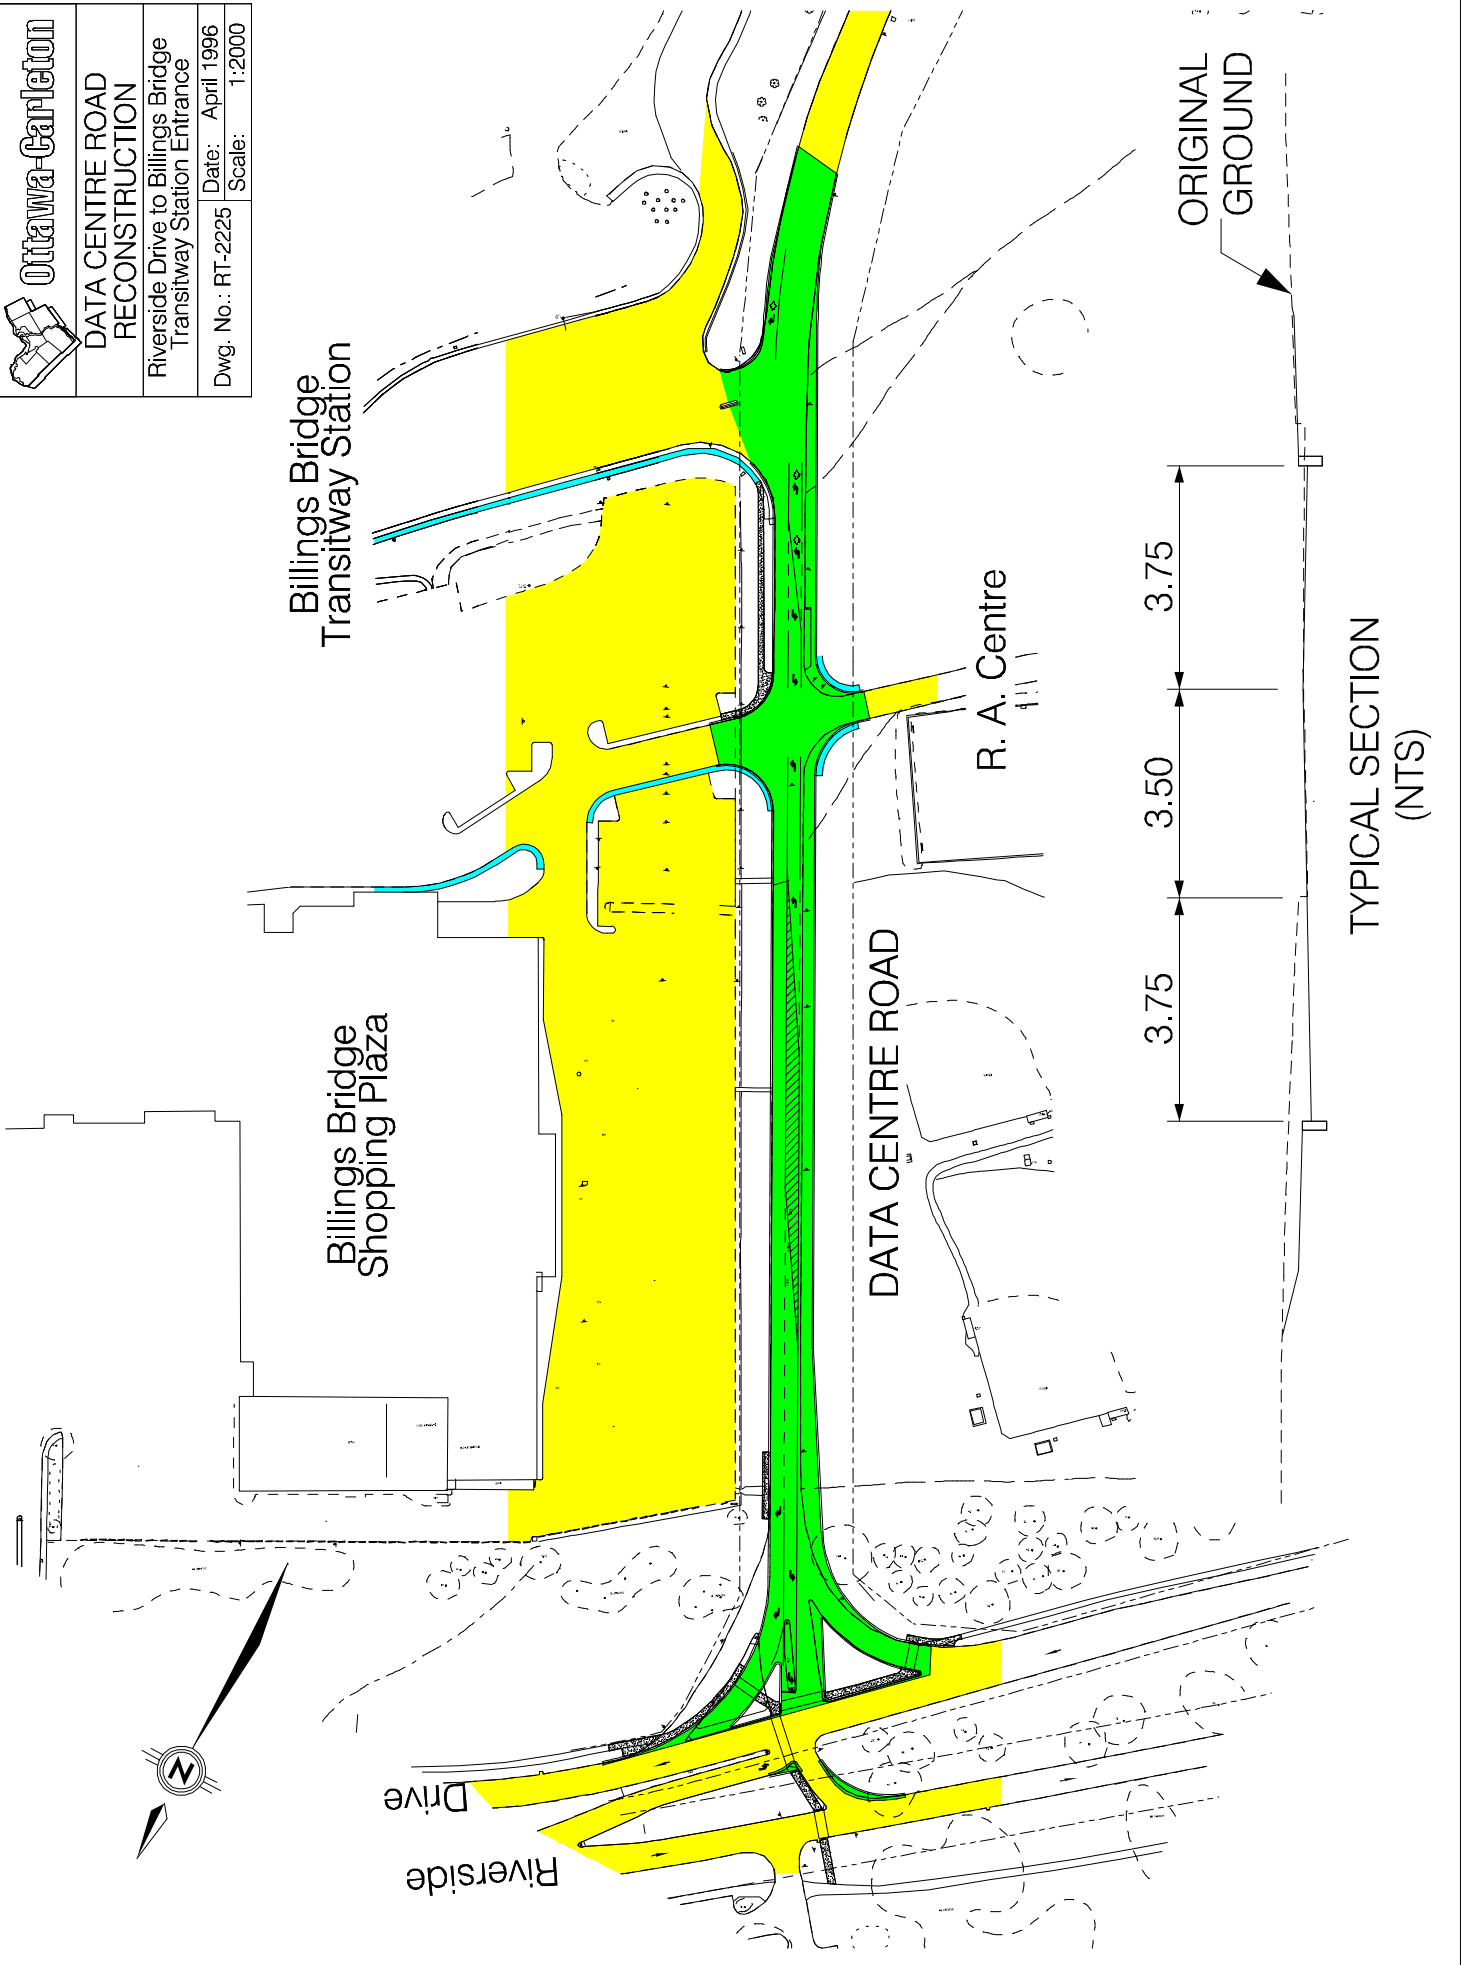 Ottawa-Carleton
DATA CENTRE ROAD
RECONSTRUCTION
Riverside Drive to Billings Bridge
Transitway Station Entrance
Dwg. No.: RT-2225
Date: April 1996
Scale: 1:2000
Billings Bridge
Transitway Station
Billings Bridge
Shopping Plaza
R. A. Centre
DATA CENTRE ROAD
Riverside
Drive
N
ORIGINAL
GROUND
3.75
3.50
3.75
TYPICAL SECTION
(NTS)